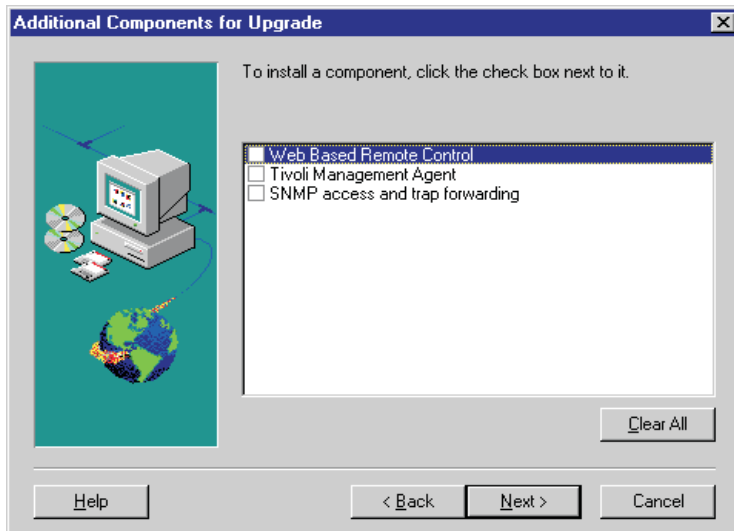 Additional Components for Upgrade
To install a component, click the check box next to it.
Web Based Remote Control
Tivoli Management Agent
SNMP access and trap forwarding
Clear All
Help
< Back
Next >
Cancel